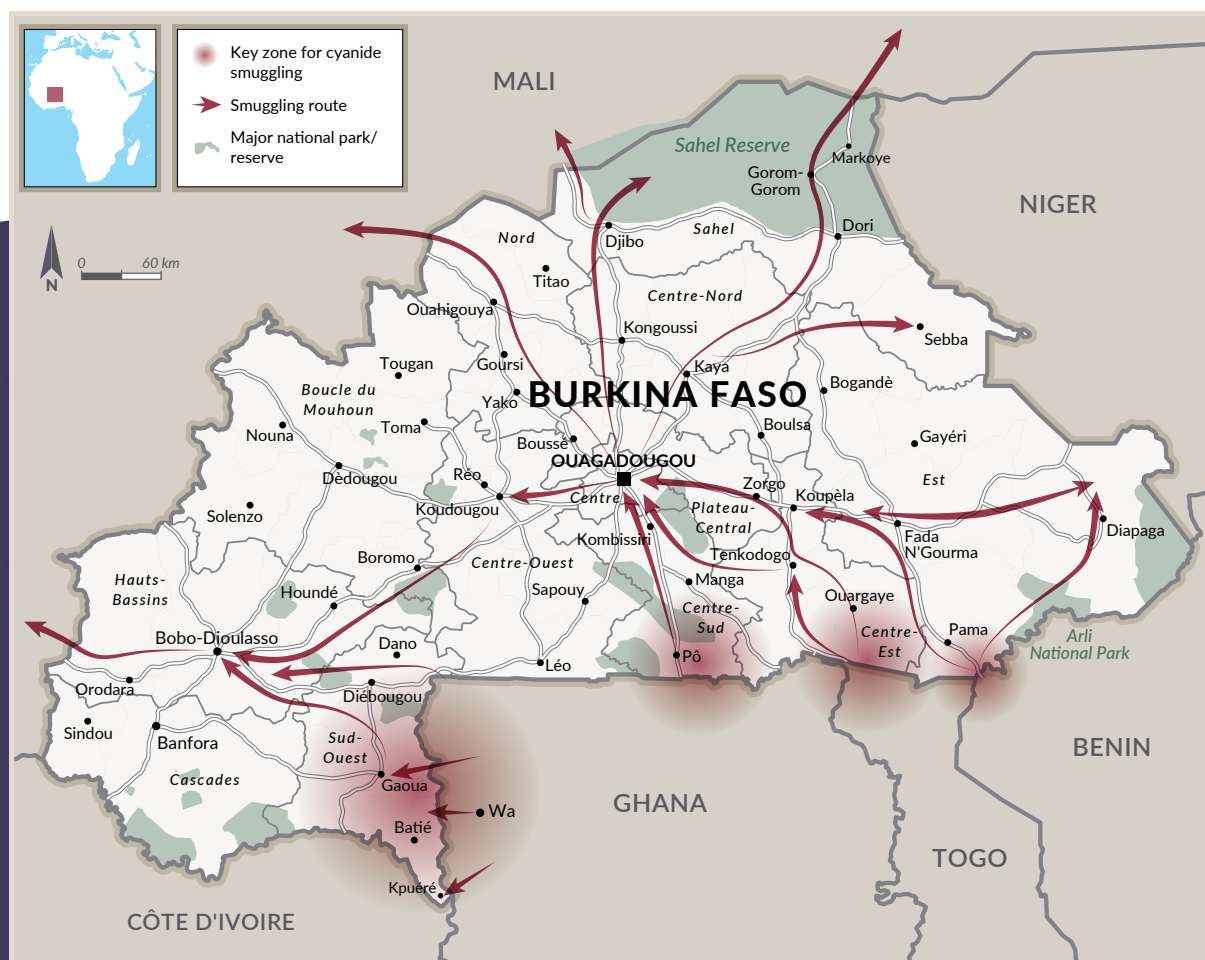 Key zone for cyanide
smuggling
Smuggling route
Major national park/
reserve
MALI
NIGER
N
0 60 km
Sahel Reserve
Markoye
Gorom-
Gorom
Dori
Djibo
Sahel
Nord
Titao
Centre-Nord
Ouahigouya
Kongoussi
Sebba
Tougan
Goursi
Kaya
Boucle du
Mouhoun
Yako
BURKINA FASO
Bogandè
Nouna
Toma
Boussé
Boulsa
Gayéri
OUAGADOUGOU
Dèdougou
Réo
Centre
Zorgo
Koupèla
Est
Koudougou
Plateau-
Central
Solenzo
Kombissiri
Fada
N'Gourma
Diapaga
Boromo
Centre-Ouest
Tenkodogo
Hauts-
Bassins
Houndé
Sapouy
Manga
Ouargaye
Centre-
Sud
Bobo-Dioulasso
Dano
Centre-
Est
Pama
Arli
National Park
Pô
Léo
Orodara
Diébougou
Sindou
Banfora
Sud-
Ouest
BENIN
Cascades
Gaoua
GHANA
Wa
Batié
TOGO
Kpuéré
CÔTE D'IVOIRE